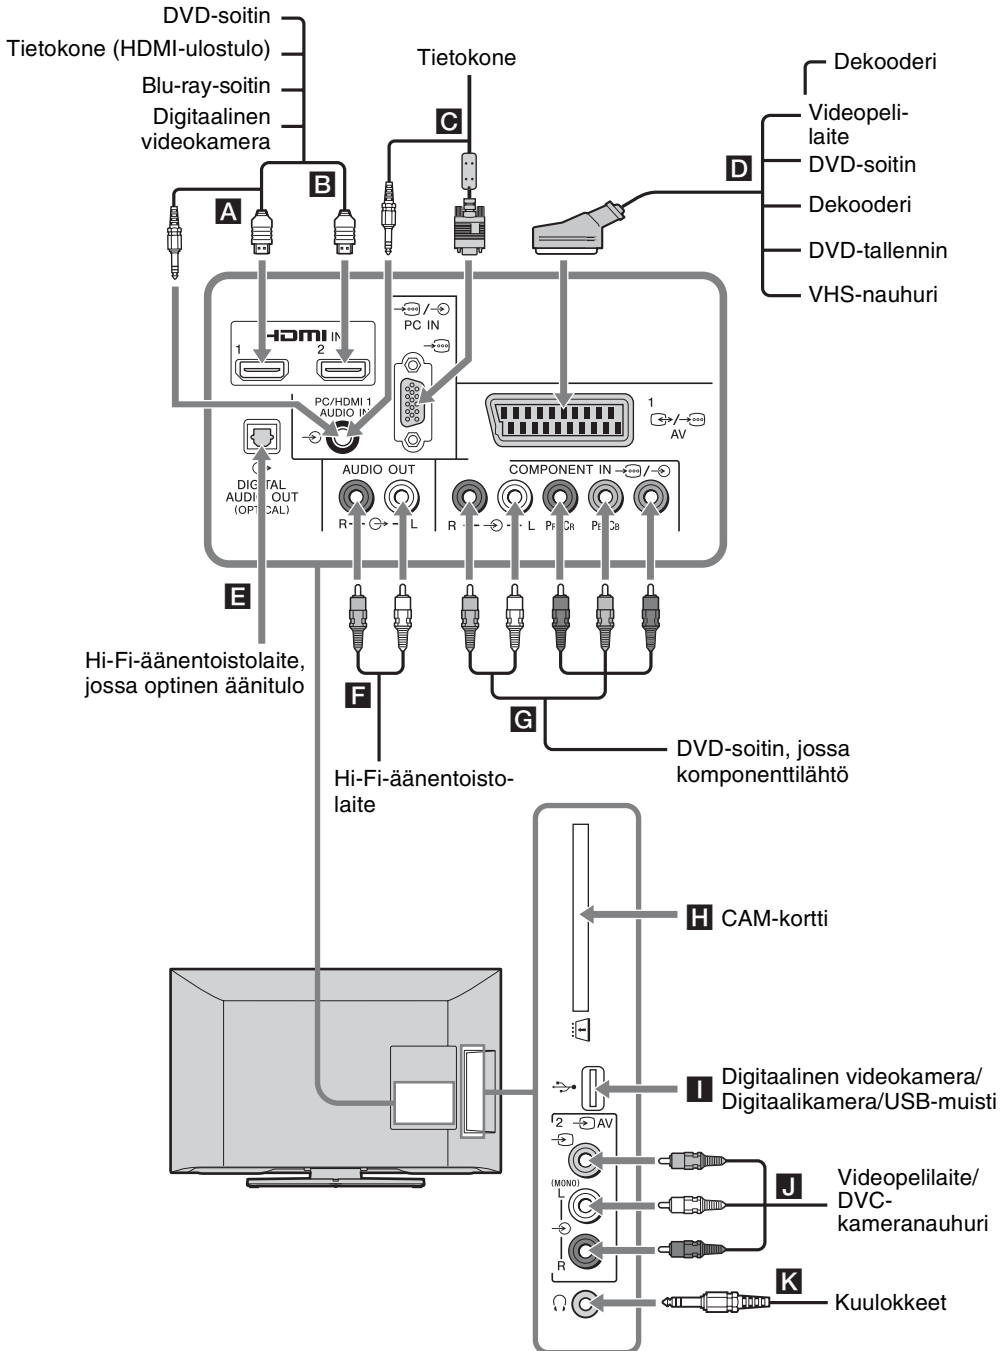 DVD-soitin
Tietokone (HDMI-ulostulo)
Blu-ray-soitin
Digitaalinen
videokamera
Tietokone
Dekooderi
Videopeli-
laite
DVD-soitin
Dekooderi
DVD-tallennin
VHS-nauhuri
A
B
C
D
HDMI IN
1
2
PC IN
PC/HDMI 1
AUDIO IN
1
AV
DIGITAL
AUDIO OUT
(OPTICAL)
AUDIO OUT
R
L
COMPONENT IN
R
L
PR/CR
PB/CB
E
Hi-Fi-äänentoistolaite,
jossa optinen äänitulo
F
G
Hi-Fi-äänentoisto-
laite
DVD-soitin, jossa
komponenttilähtö
H CAM-kortti
I Digitaalinen videokamera/
Digitaalikamera/USB-muisti
2 AV
(MONO)
L
R
J
Videopelilaite/
DVC-
kameranauhuri
K
Kuulokkeet